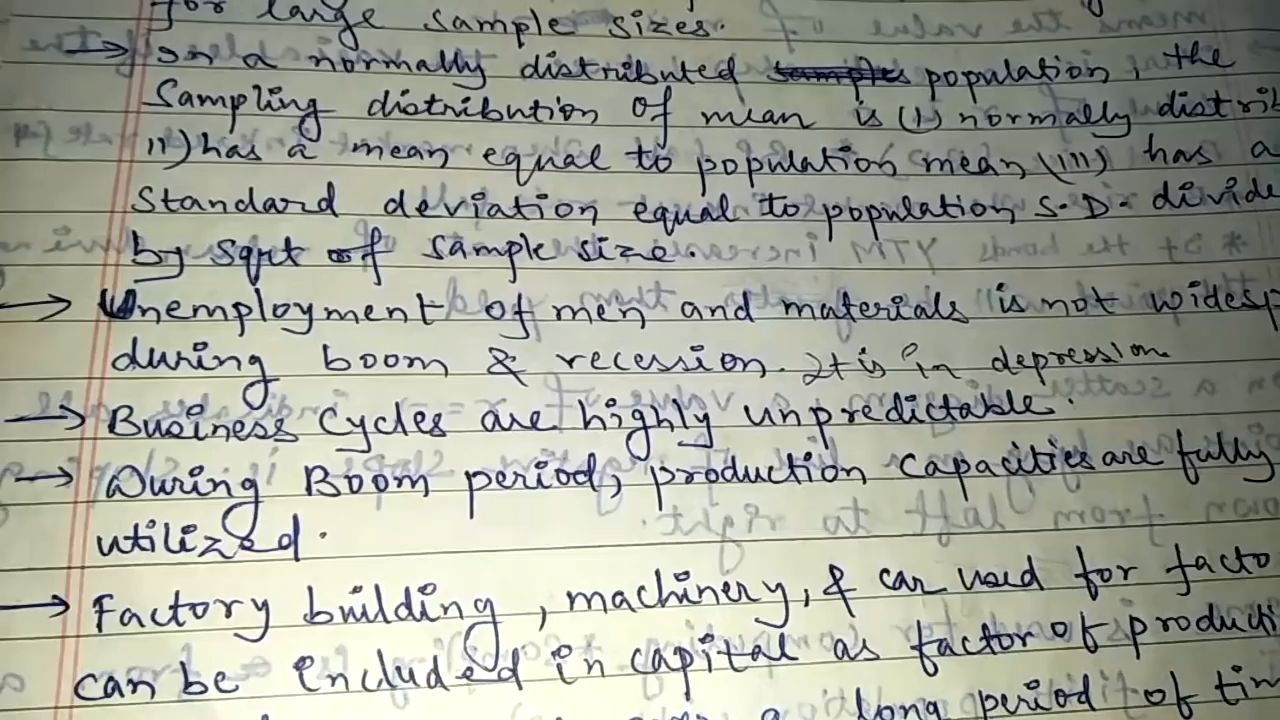 for large sample sizes.
→ In a normally distributed population, the
Sampling distribution of mean is (i) normally distrib
ii) has a mean equal to population mean, (iii) has a
Standard deviation equal to population S.D. divide
by sqrt of sample size.
→ Unemployment of men and materials is not widesp
during boom & recession. It is in depression.
→ Business Cycles are highly unpredictable.
→ During Boom period, production capacities are fully
utilized.
→ Factory building, machinery, & car used for facto
can be included in capital as factor of producti
a long period of tim